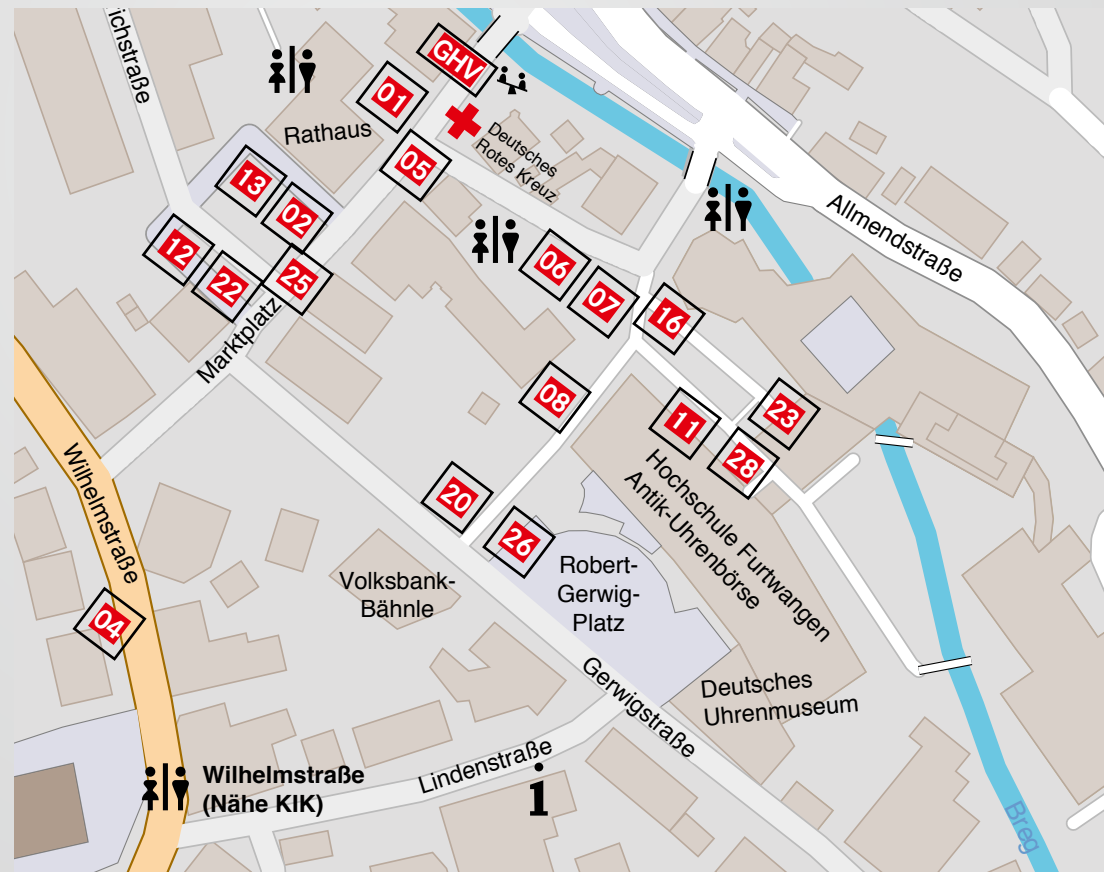 ichstraße
GHV
01
Rathaus
Deutsches
Rotes Kreuz
05
13
02
12
22
25
Marktplatz
06
07
16
Allmendstraße
08
11
23
28
Hochschule Furtwangen
Antik-Uhrenbörse
20
26
Wilhelmstraße
04
Volksbank-
Bähnle
Robert-
Gerwig-
Platz
Gerwigstraße
Deutsches
Uhrenmuseum
Lindenstraße
Wilhelmstraße
(Nähe KIK)
i
Breg